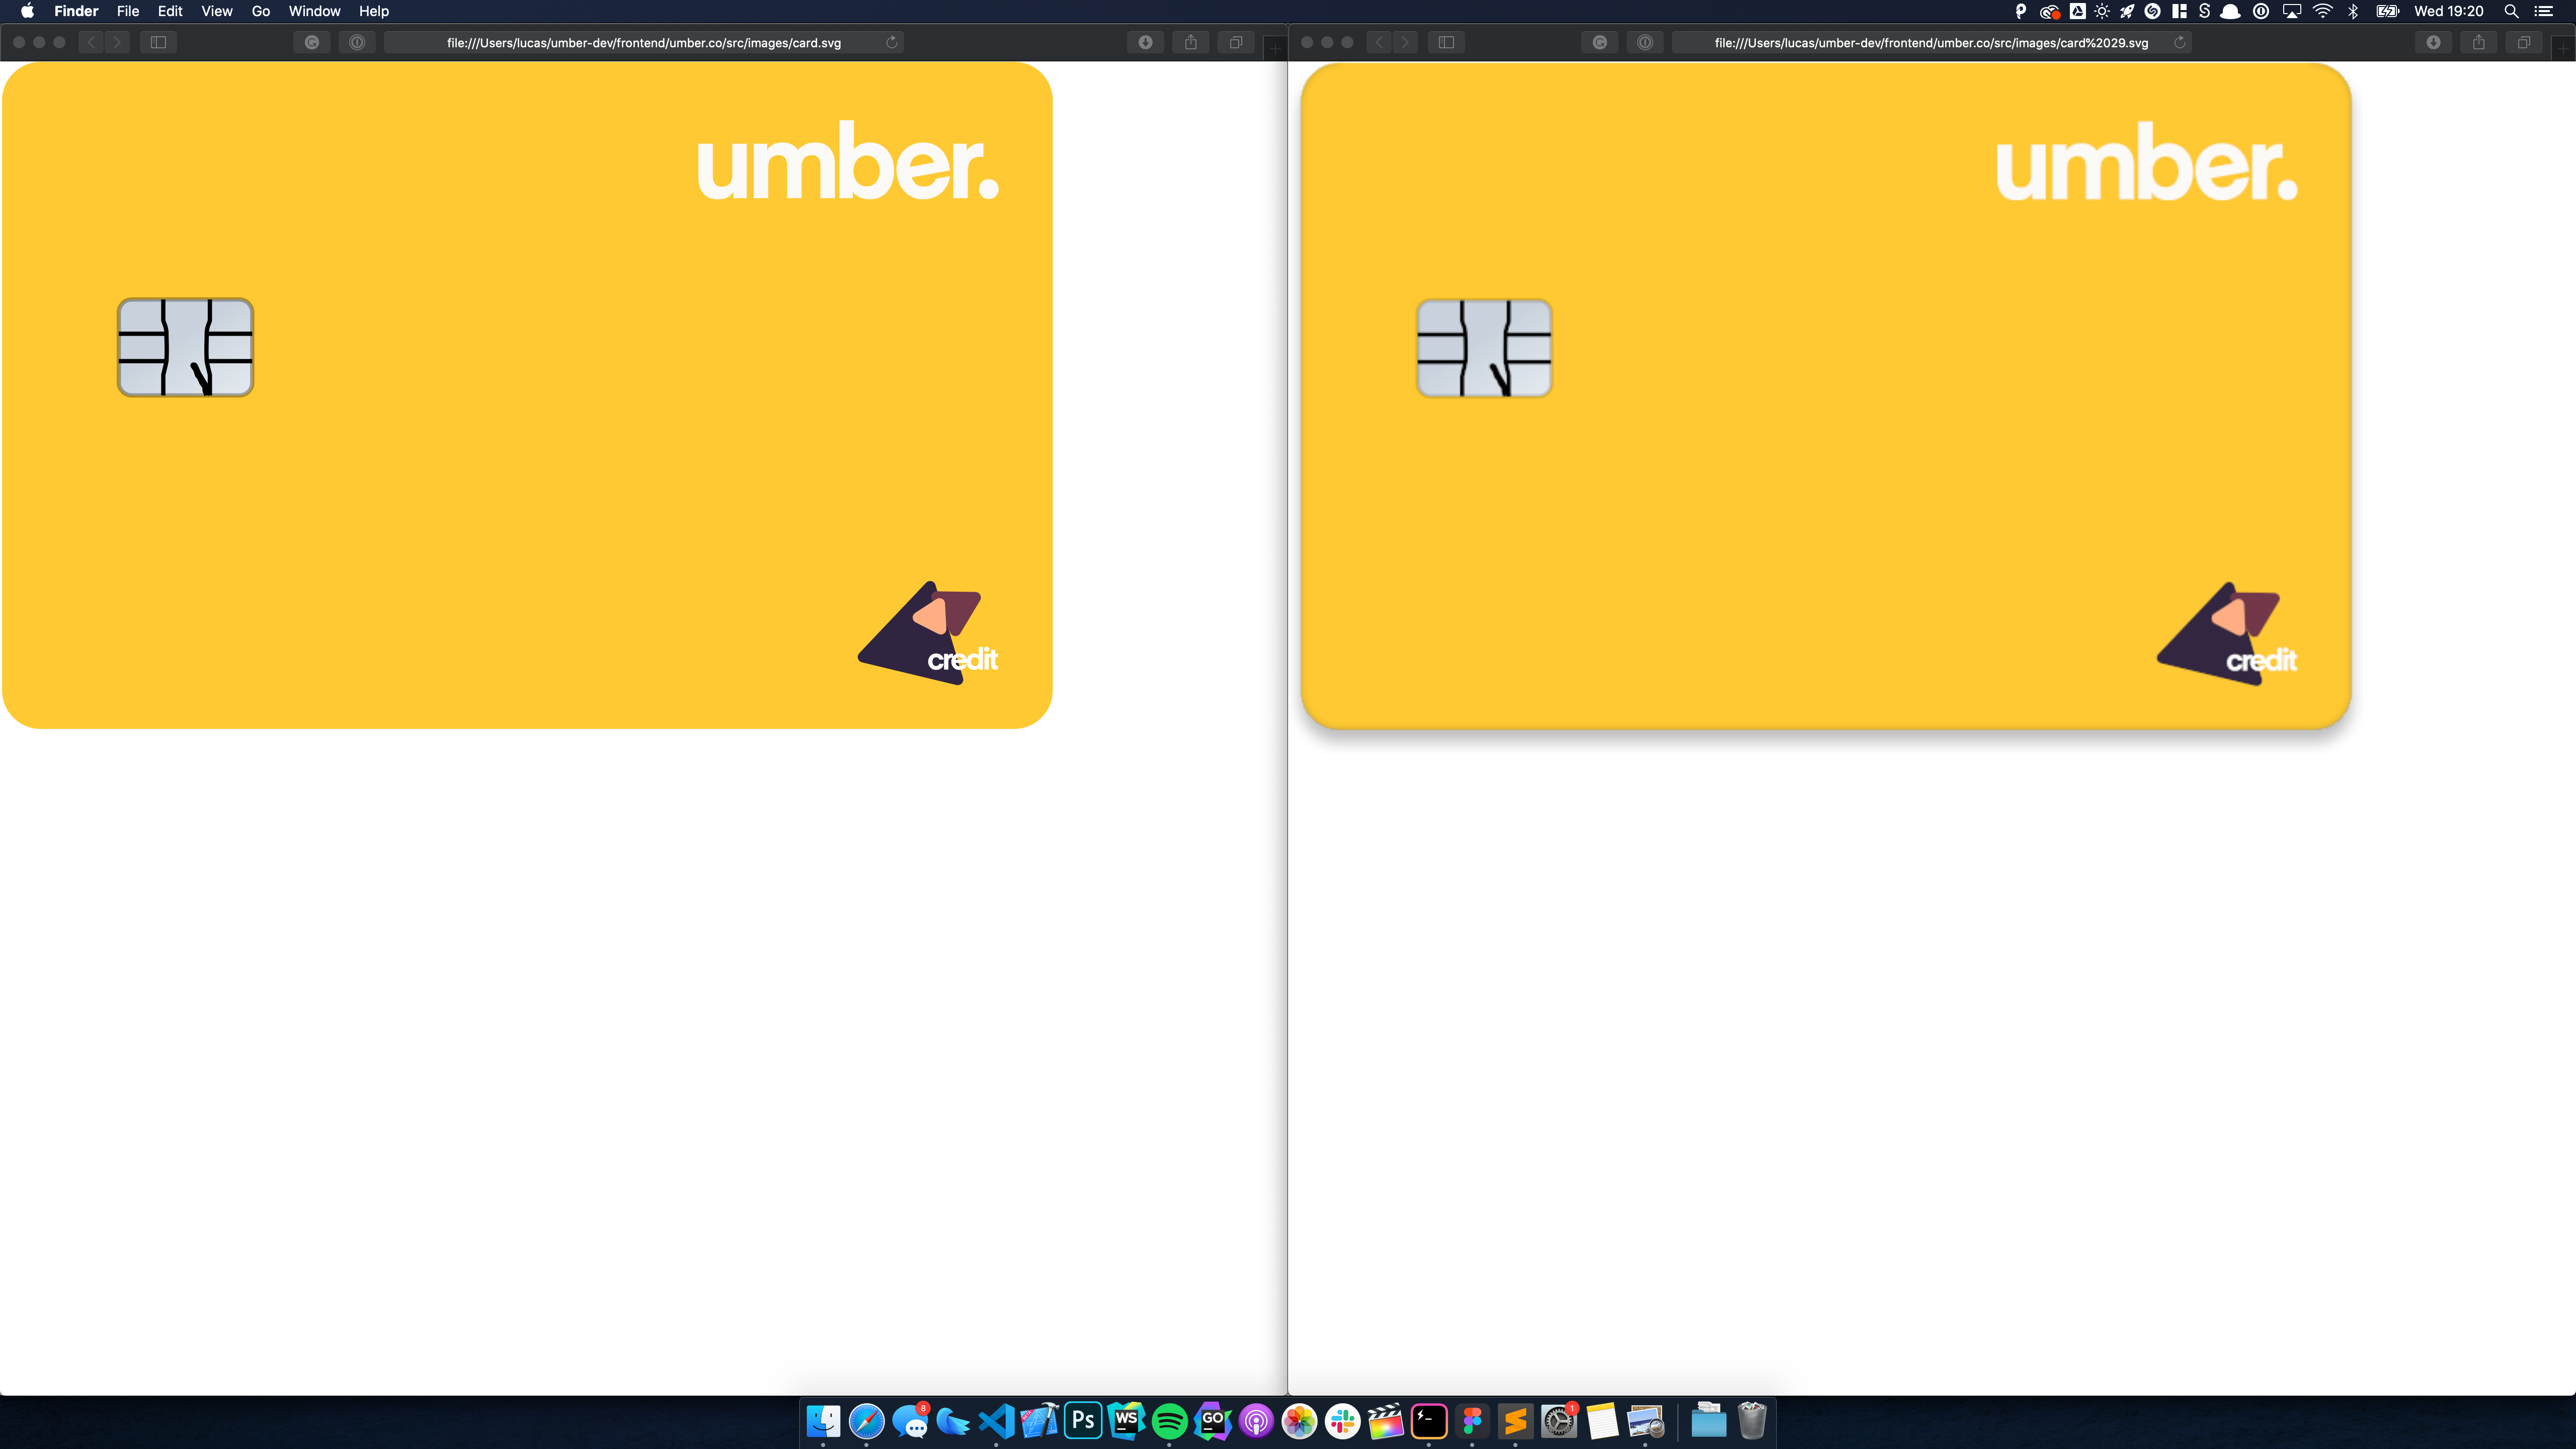 Finder File Edit View Go Window Help
Wed 19:20
file:///Users/lucas/umber-dev/frontend/umber.co/src/images/card.svg
file:///Users/lucas/umber-dev/frontend/umber.co/src/images/card%2029.svg
umber.
credit
umber.
credit
8
Ps
WS
GO
1